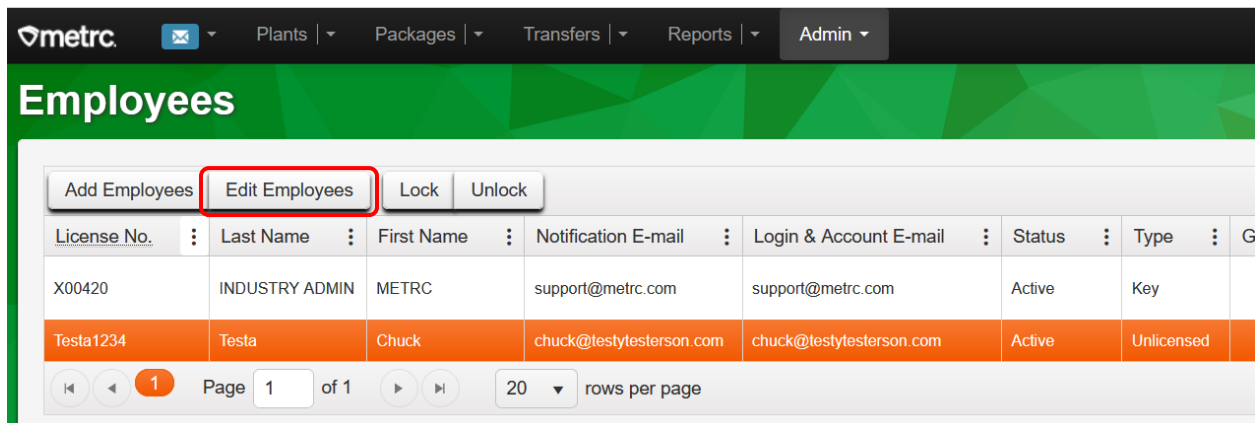 metrc Plants Packages Transfers Reports Admin
Employees
Add Employees Edit Employees Lock Unlock
License No. Last Name First Name Notification E-mail Login & Account E-mail Status Type G
X00420 INDUSTRY ADMIN METRC support@metrc.com support@metrc.com Active Key
Testa1234 Testa Chuck chuck@testytesterson.com chuck@testytesterson.com Active Unlicensed
1 Page 1 of 1 20 rows per page